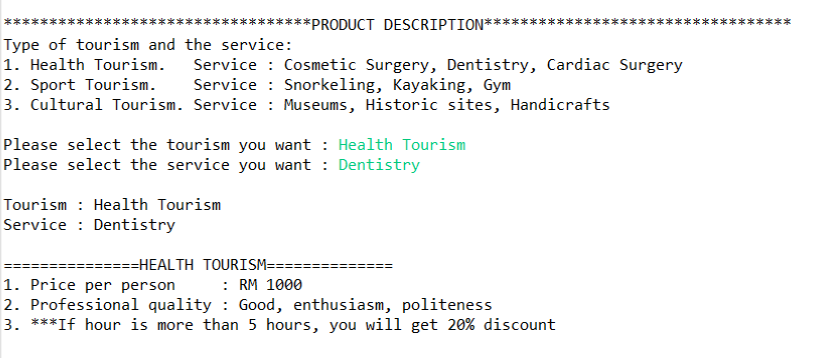 **********************************PRODUCT DESCRIPTION**********************************
Type of tourism and the service:
1. Health Tourism.   Service : Cosmetic Surgery, Dentistry, Cardiac Surgery
2. Sport Tourism.    Service : Snorkeling, Kayaking, Gym
3. Cultural Tourism. Service : Museums, Historic sites, Handicrafts
Please select the tourism you want : Health Tourism
Please select the service you want : Dentistry
Tourism : Health Tourism
Service : Dentistry
===============HEALTH TOURISM==============
1. Price per person     : RM 1000
2. Professional quality : Good, enthusiasm, politeness
3. ***If hour is more than 5 hours, you will get 20% discount